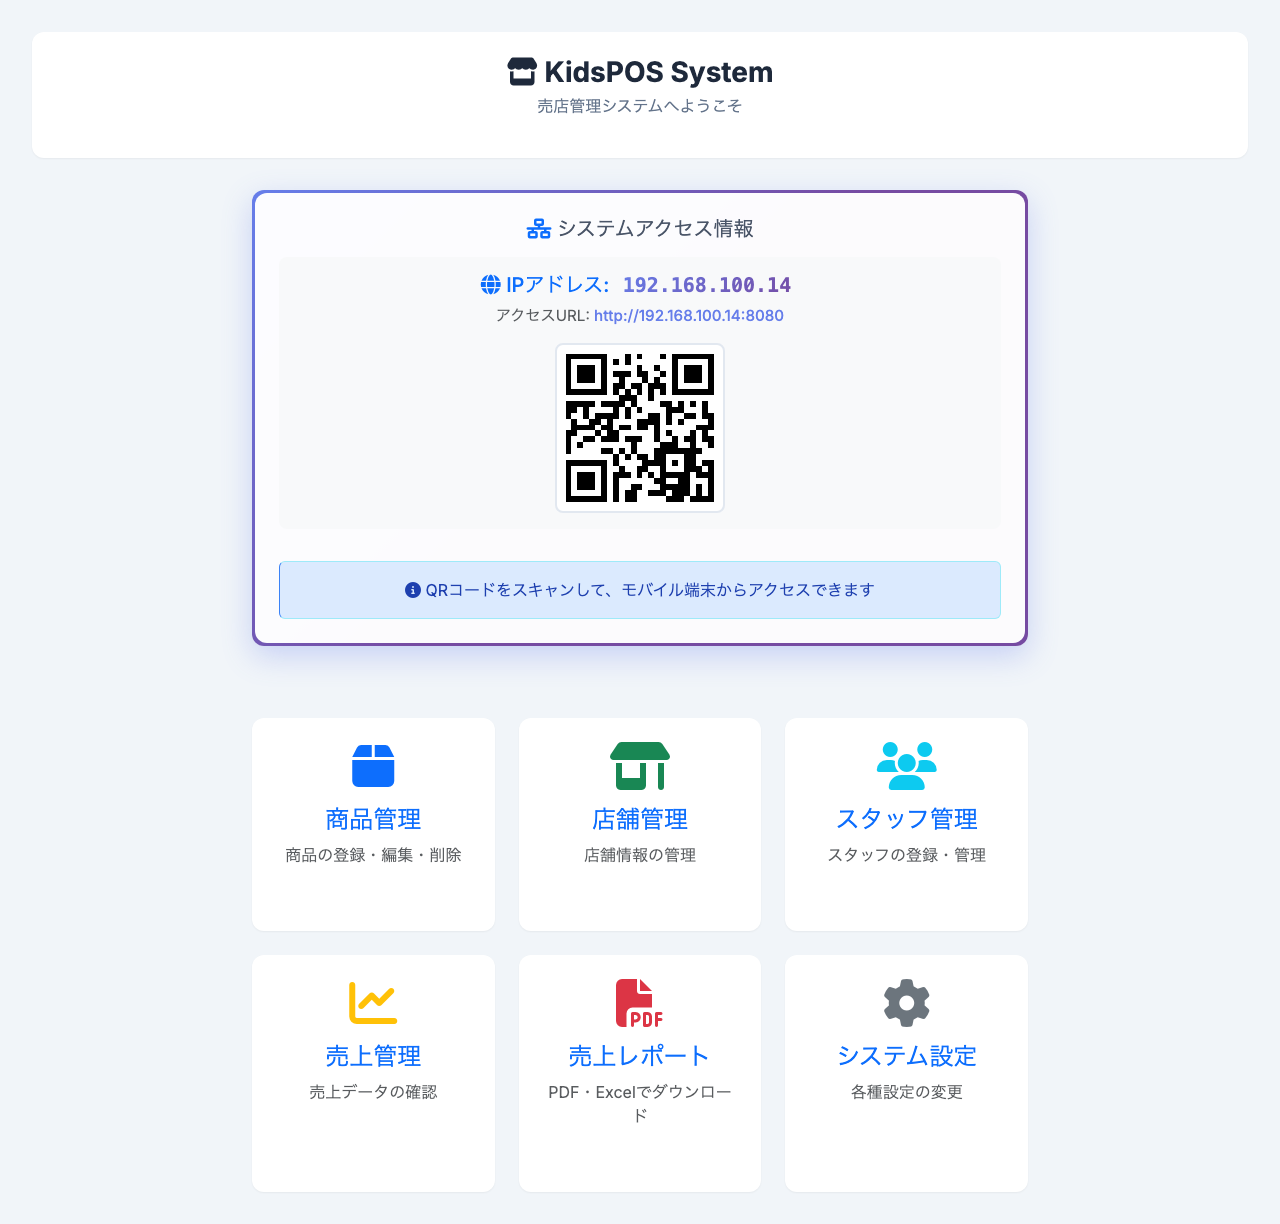 KidsPOS System
売店管理システムへようこそ
システムアクセス情報
IPアドレス: 192.168.100.14
アクセスURL: http://192.168.100.14:8080
QRコードをスキャンして、モバイル端末からアクセスできます
商品管理
商品の登録・編集・削除
店舗管理
店舗情報の管理
スタッフ管理
スタッフの登録・管理
売上管理
売上データの確認
PDF
売上レポート
PDF・Excelでダウンロー
ド
システム設定
各種設定の変更